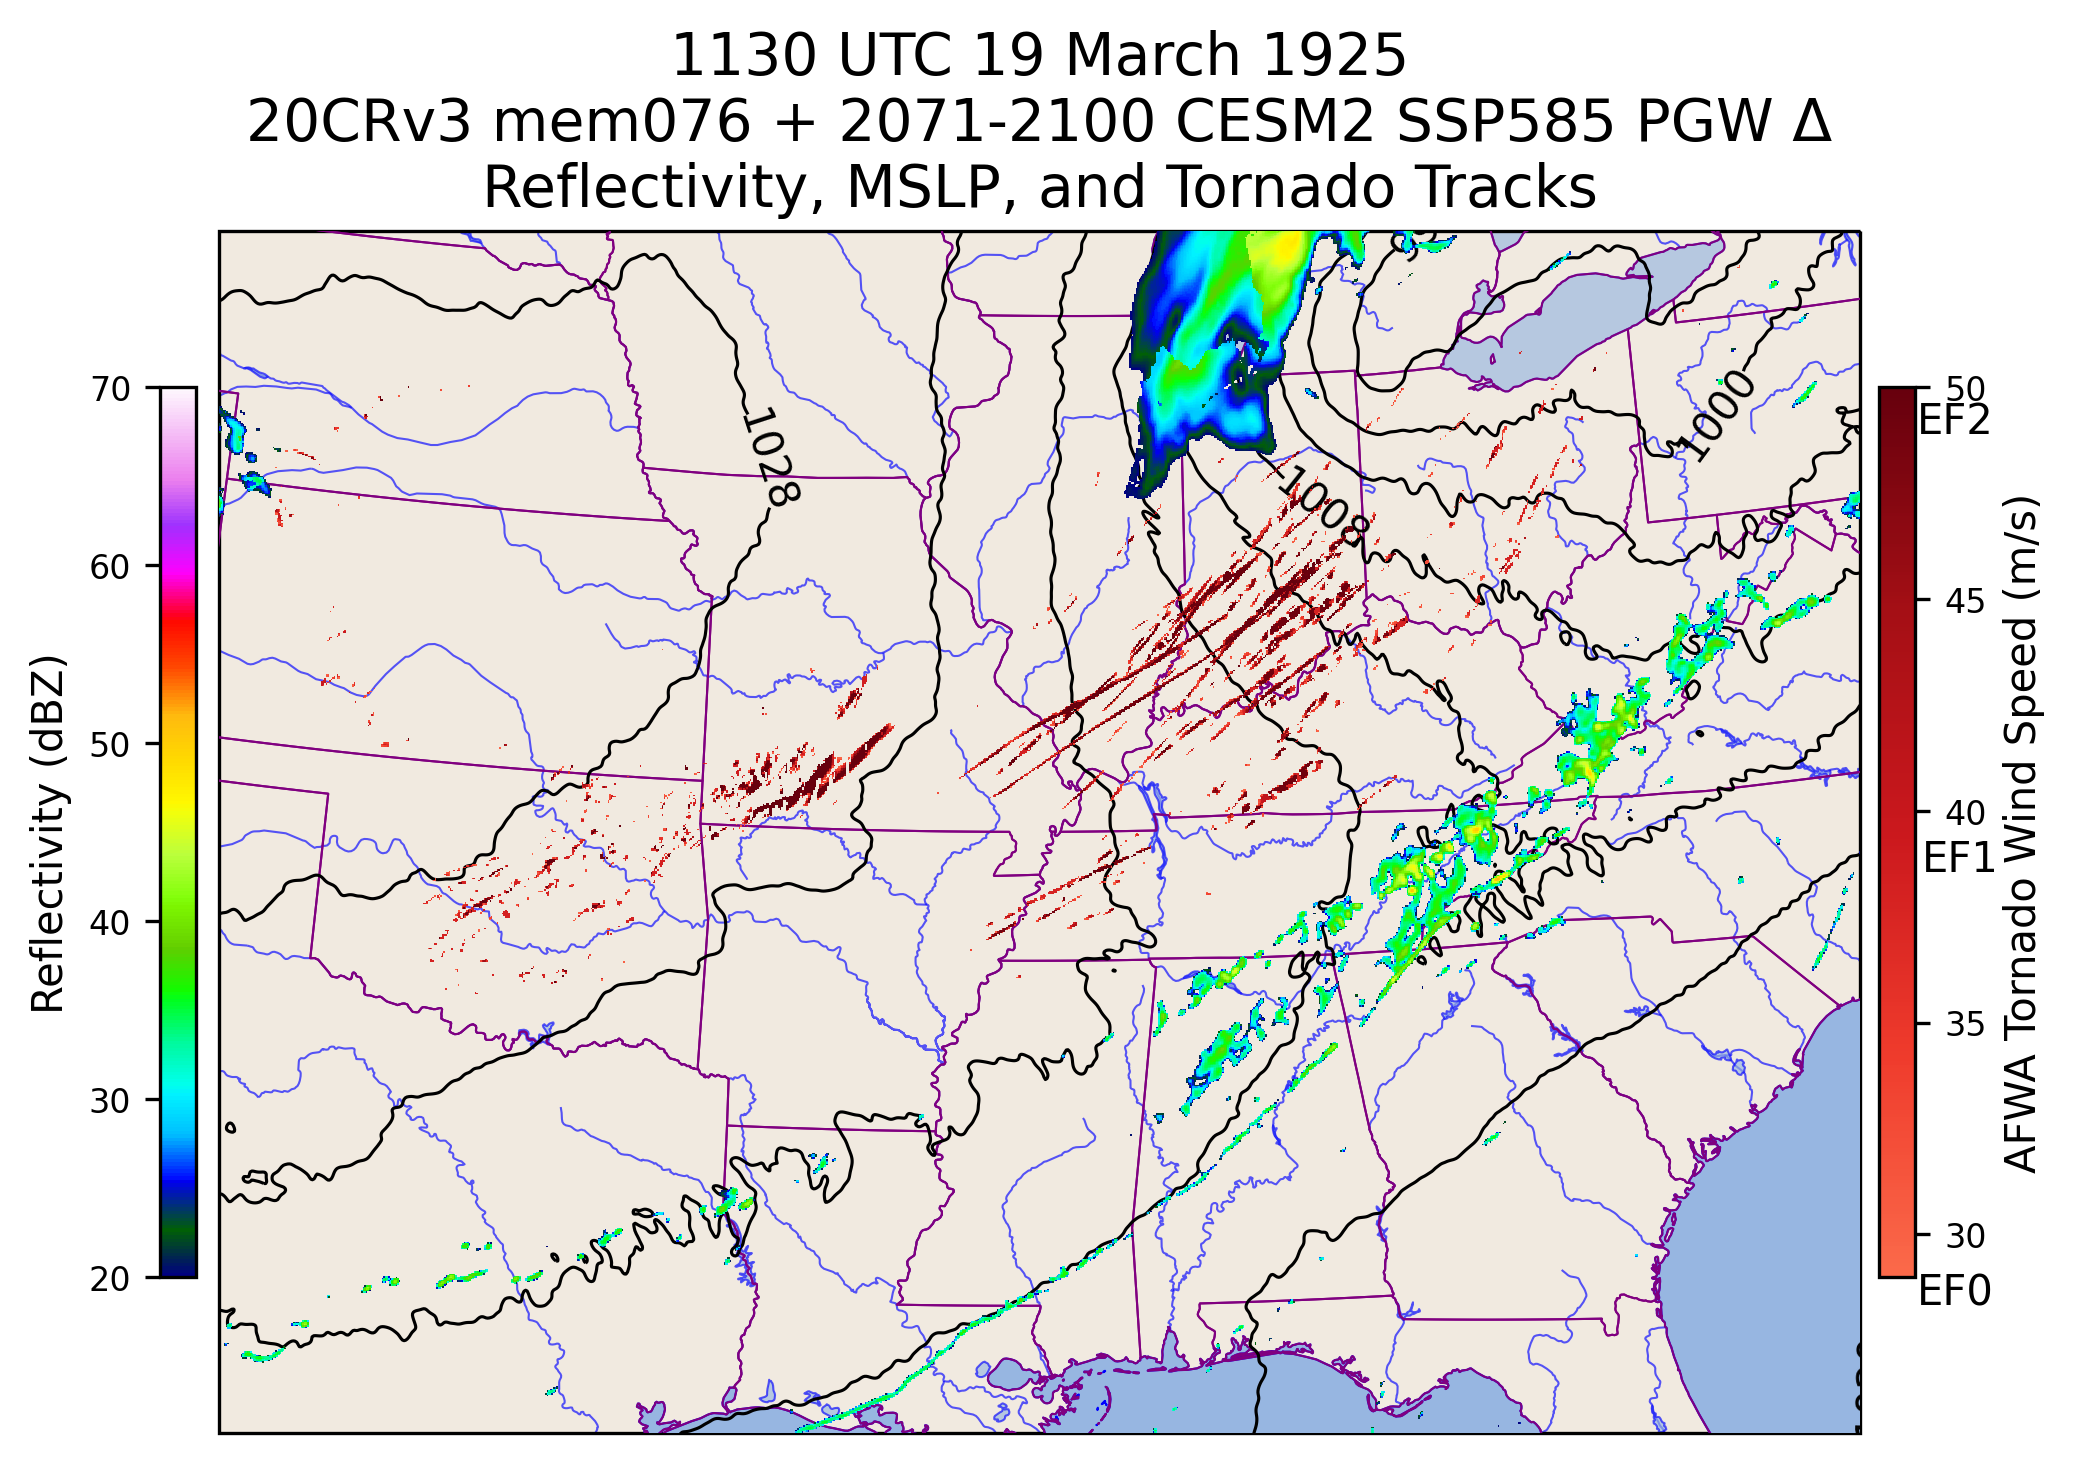 1130 UTC 19 March 1925
20CRv3 mem076 + 2071-2100 CESM2 SSP585 PGW Δ
Reflectivity, MSLP, and Tornado Tracks
Reflectivity (dBZ)
70
60
50
40
30
20
1028
1008
1000
50
EF2
45
40
EF1
35
30
EF0
AFWA Tornado Wind Speed (m/s)